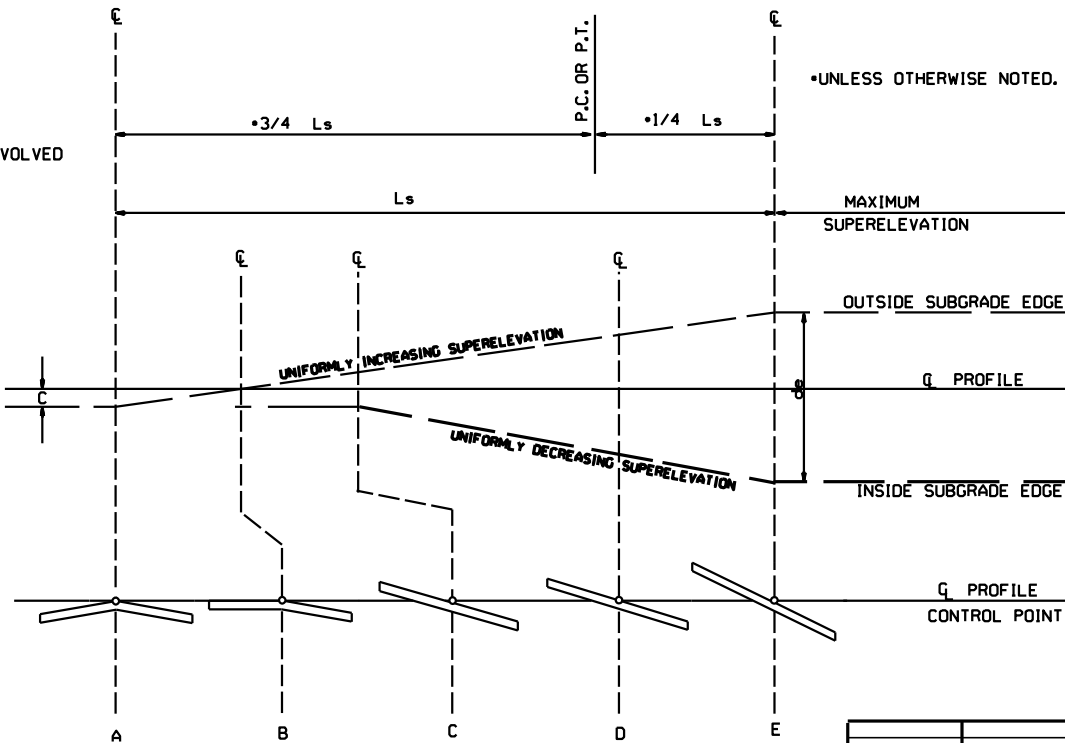 ℄
℄
P.C. OR P.T.
•UNLESS OTHERWISE NOTED.
•3/4 Ls
•1/4 Ls
VOLVED
Ls
MAXIMUM
SUPERELEVATION
℄
℄
℄
OUTSIDE SUBGRADE EDGE
UNIFORMLY INCREASING SUPERELEVATION
℄ PROFILE
C
de
UNIFORMLY DECREASING SUPERELEVATION
INSIDE SUBGRADE EDGE
℄ PROFILE
CONTROL POINT
A
B
C
D
E